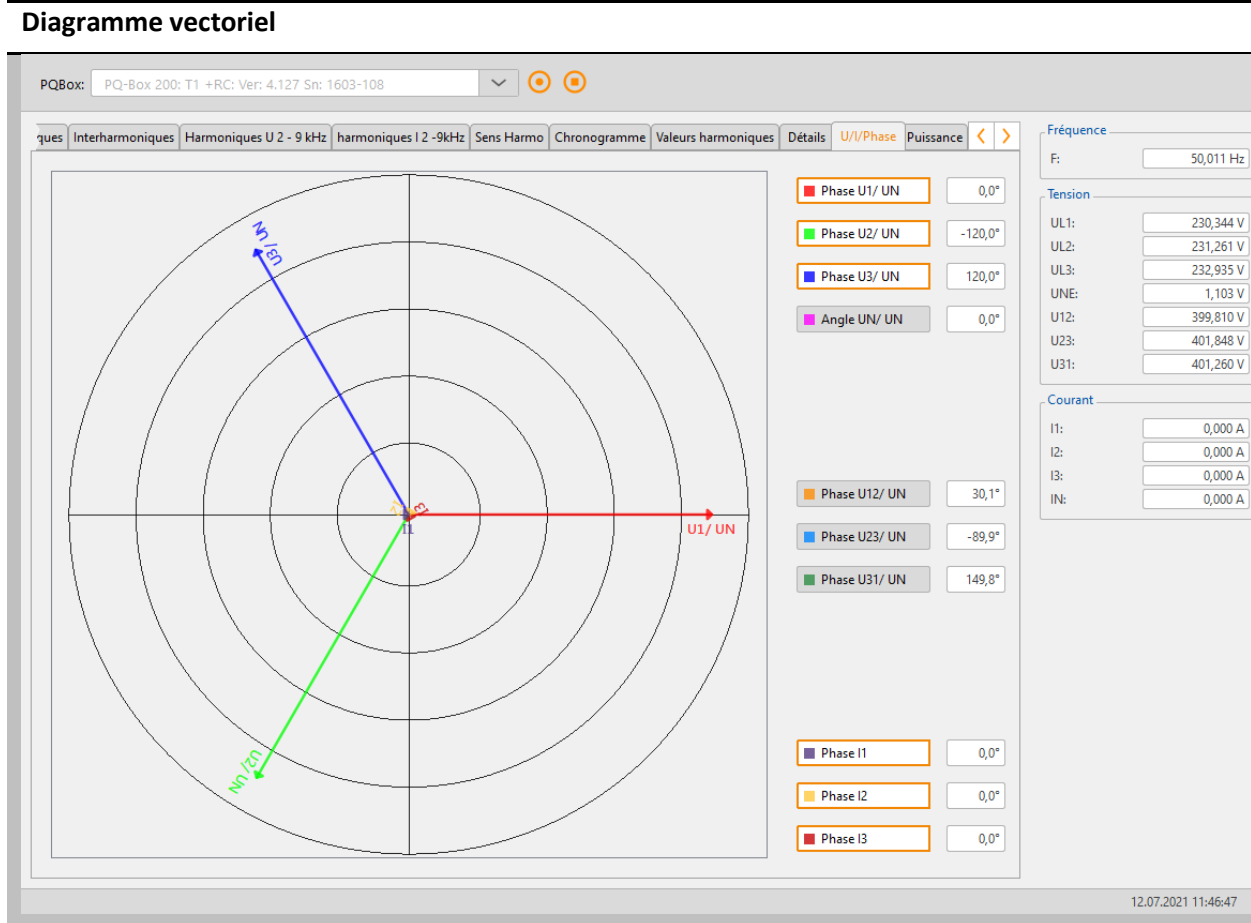 Diagramme vectoriel
PQBox: PQ-Box 200: T1 +RC: Ver: 4.127 Sn: 1603-108
ques Interharmoniques Harmoniques U 2 - 9 kHz harmoniques I 2 -9kHz Sens Harmo Chronogramme Valeurs harmoniques Détails U/I/Phase Puissance
U3/ UN
U1/ UN
I3
I2
I1
U2/ UN
Phase U1/ UN 0,0°
Phase U2/ UN -120,0°
Phase U3/ UN 120,0°
Angle UN/ UN 0,0°
Phase U12/ UN 30,1°
Phase U23/ UN -89,9°
Phase U31/ UN 149,8°
Phase I1 0,0°
Phase I2 0,0°
Phase I3 0,0°
Fréquence
F: 50,011 Hz
Tension
UL1: 230,344 V
UL2: 231,261 V
UL3: 232,935 V
UNE: 1,103 V
U12: 399,810 V
U23: 401,848 V
U31: 401,260 V
Courant
I1: 0,000 A
I2: 0,000 A
I3: 0,000 A
IN: 0,000 A
12.07.2021 11:46:47